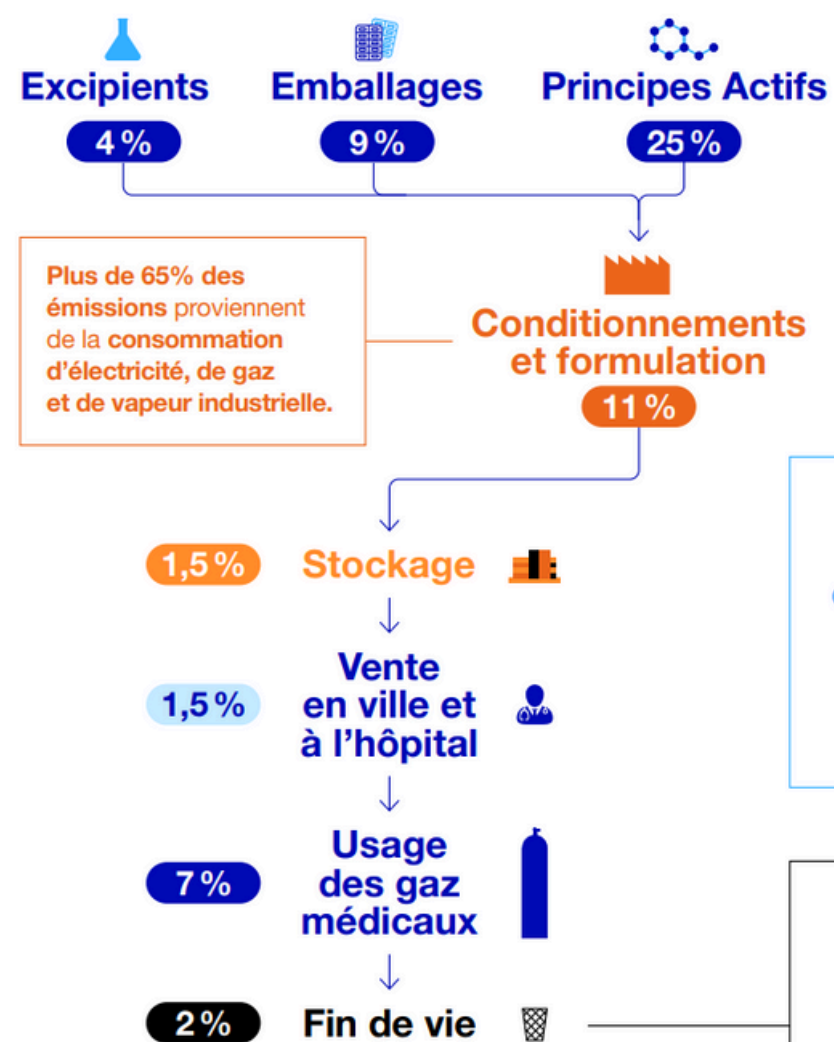 Excipients
Emballages
Principes Actifs
4 %
9 %
25 %
Plus de 65% des
émissions proviennent
de la consommation
d’électricité, de gaz
et de vapeur industrielle.
Conditionnements
et formulation
11 %
1,5 %
Stockage
1,5 %
Vente
en ville et
à l’hôpital
7 %
Usage
des gaz
médicaux
2 %
Fin de vie